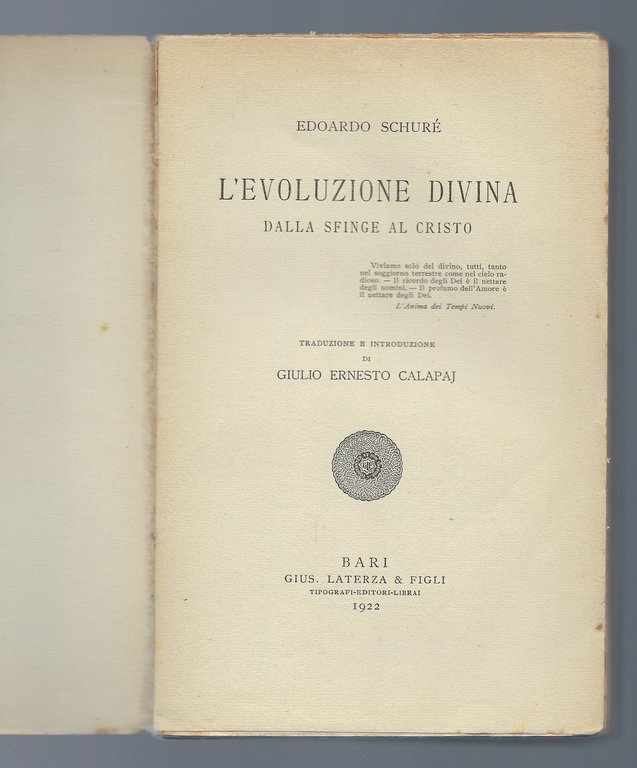 EDOARDO SCHURÉ
L'EVOLUZIONE DIVINA
DALLA SFINGE AL CRISTO
Viviamo solo del divino, tutti, tanto
nel soggiorno terrestre come nel cielo ra-
dioso. — Il ricordo degli Dei è il nettare
degli uomini. — Il profumo dell'Amore è
il nettare degli Dei.
L'Anima dei Tempi Nuovi.
TRADUZIONE E INTRODUZIONE
DI
GIULIO ERNESTO CALAPAJ
BARI
GIUS. LATERZA & FIGLI
TIPOGRAFI-EDITORI-LIBRAI
1922